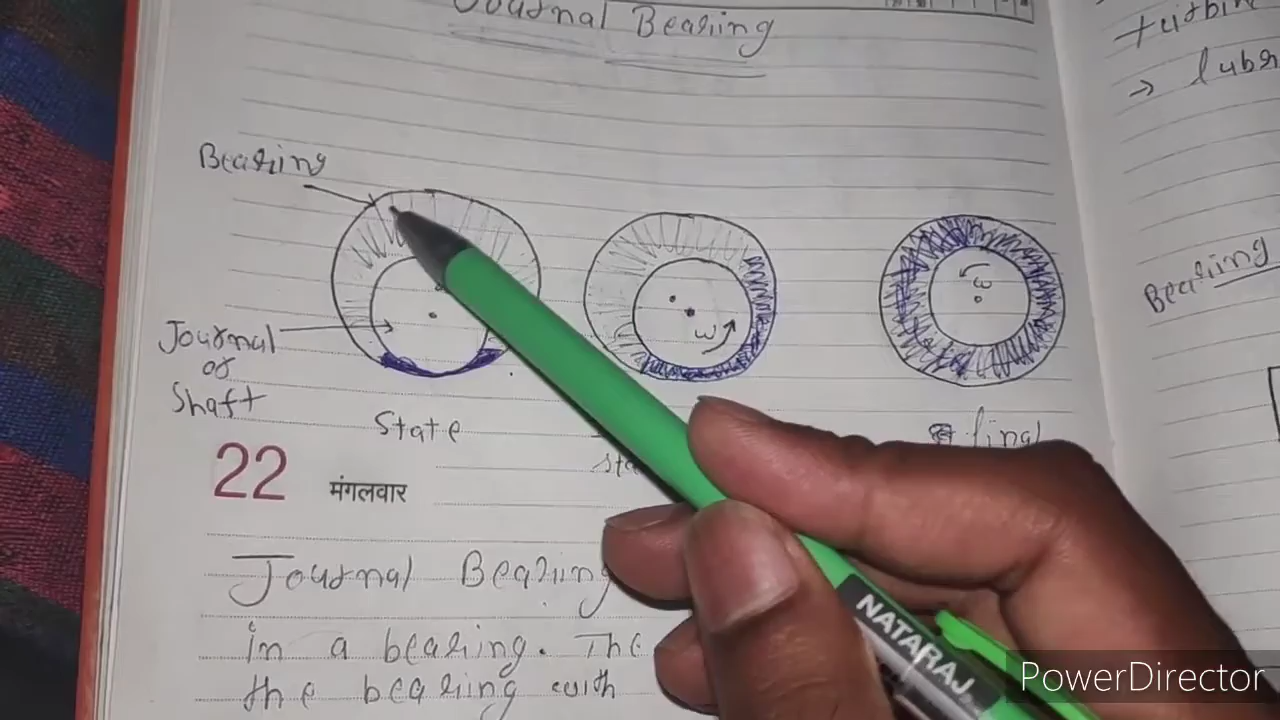 Journal Bearing
turbin
→ lubr
Bearing
Bearing
Journal
or
Shaft
ω
ω
State
final
22
मंगलवार
Journal Bearing
in a bearing. The
the bearing with
NATARAJ
PowerDirector